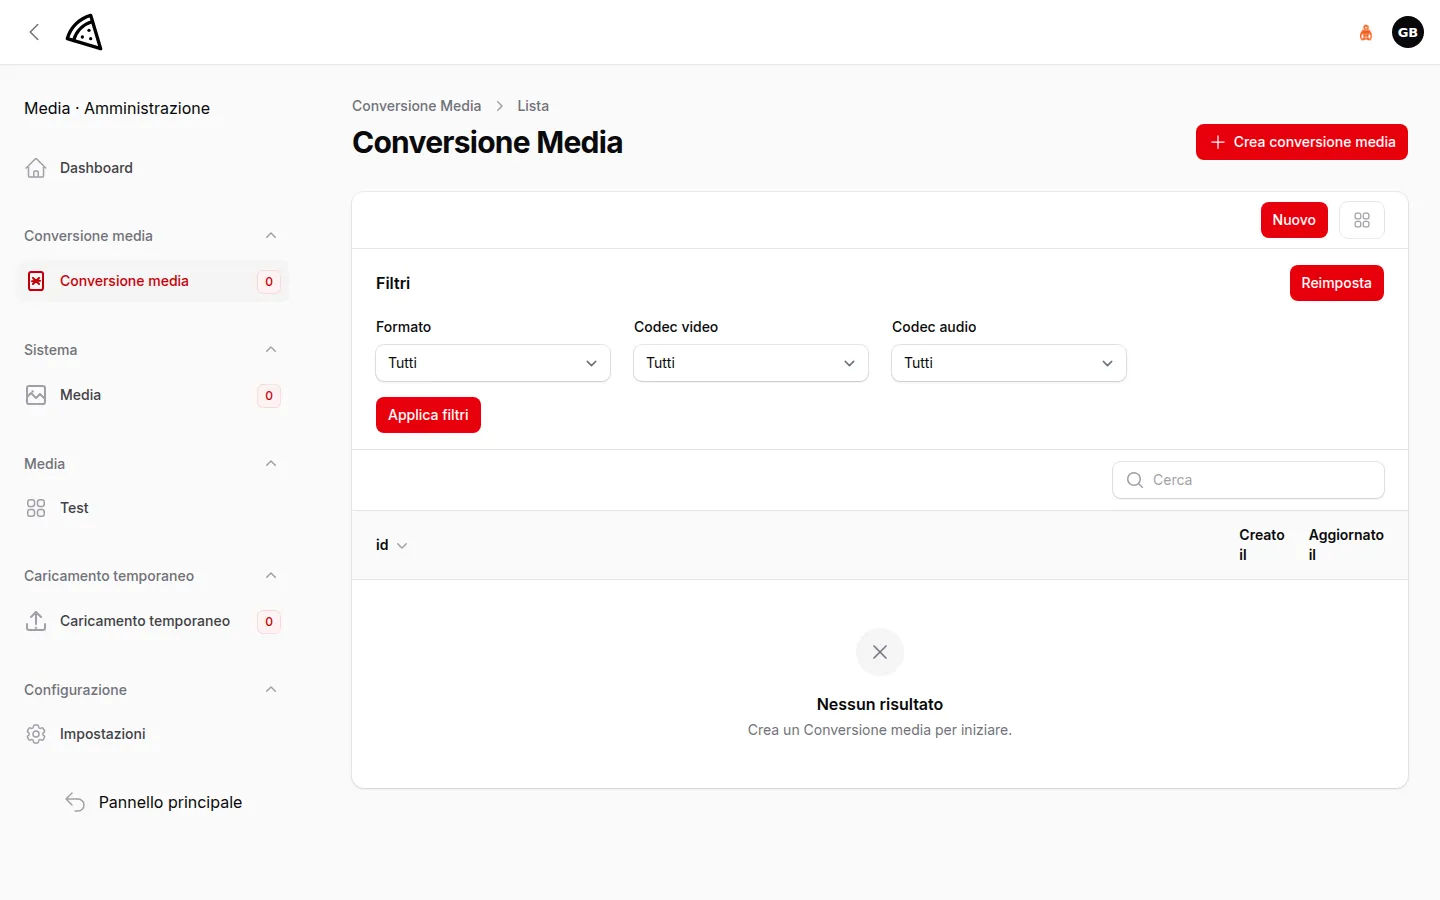 GB
Media · Amministrazione
Dashboard
Conversione media
Conversione media 0
Sistema
Media 0
Media
Test
Caricamento temporaneo
Caricamento temporaneo 0
Configurazione
Impostazioni
Pannello principale
Conversione Media > Lista
Conversione Media
Crea conversione media
Nuovo
Filtri
Reimposta
Formato Codec video Codec audio
Tutti Tutti Tutti
Applica filtri
Cerca
id Creato il Aggiornato il
Nessun risultato
Crea un Conversione media per iniziare.